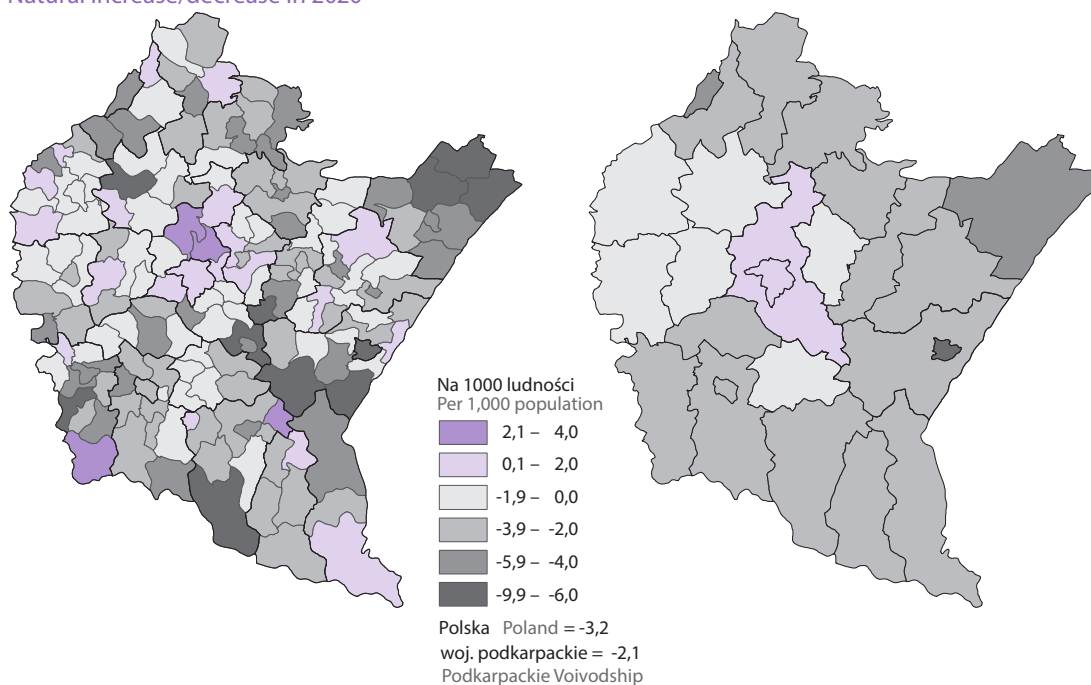 Natural increase/decrease in 2020
Na 1000 ludności
Per 1,000 population
2,1 – 4,0
0,1 – 2,0
-1,9 – 0,0
-3,9 – -2,0
-5,9 – -4,0
-9,9 – -6,0
Polska Poland = -3,2
woj. podkarpackie = -2,1
Podkarpackie Voivodship